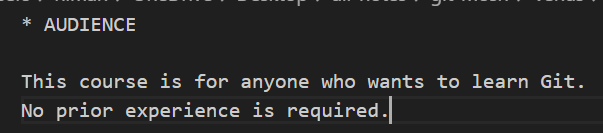 * AUDIENCE
This course is for anyone who wants to learn Git.
No prior experience is required.